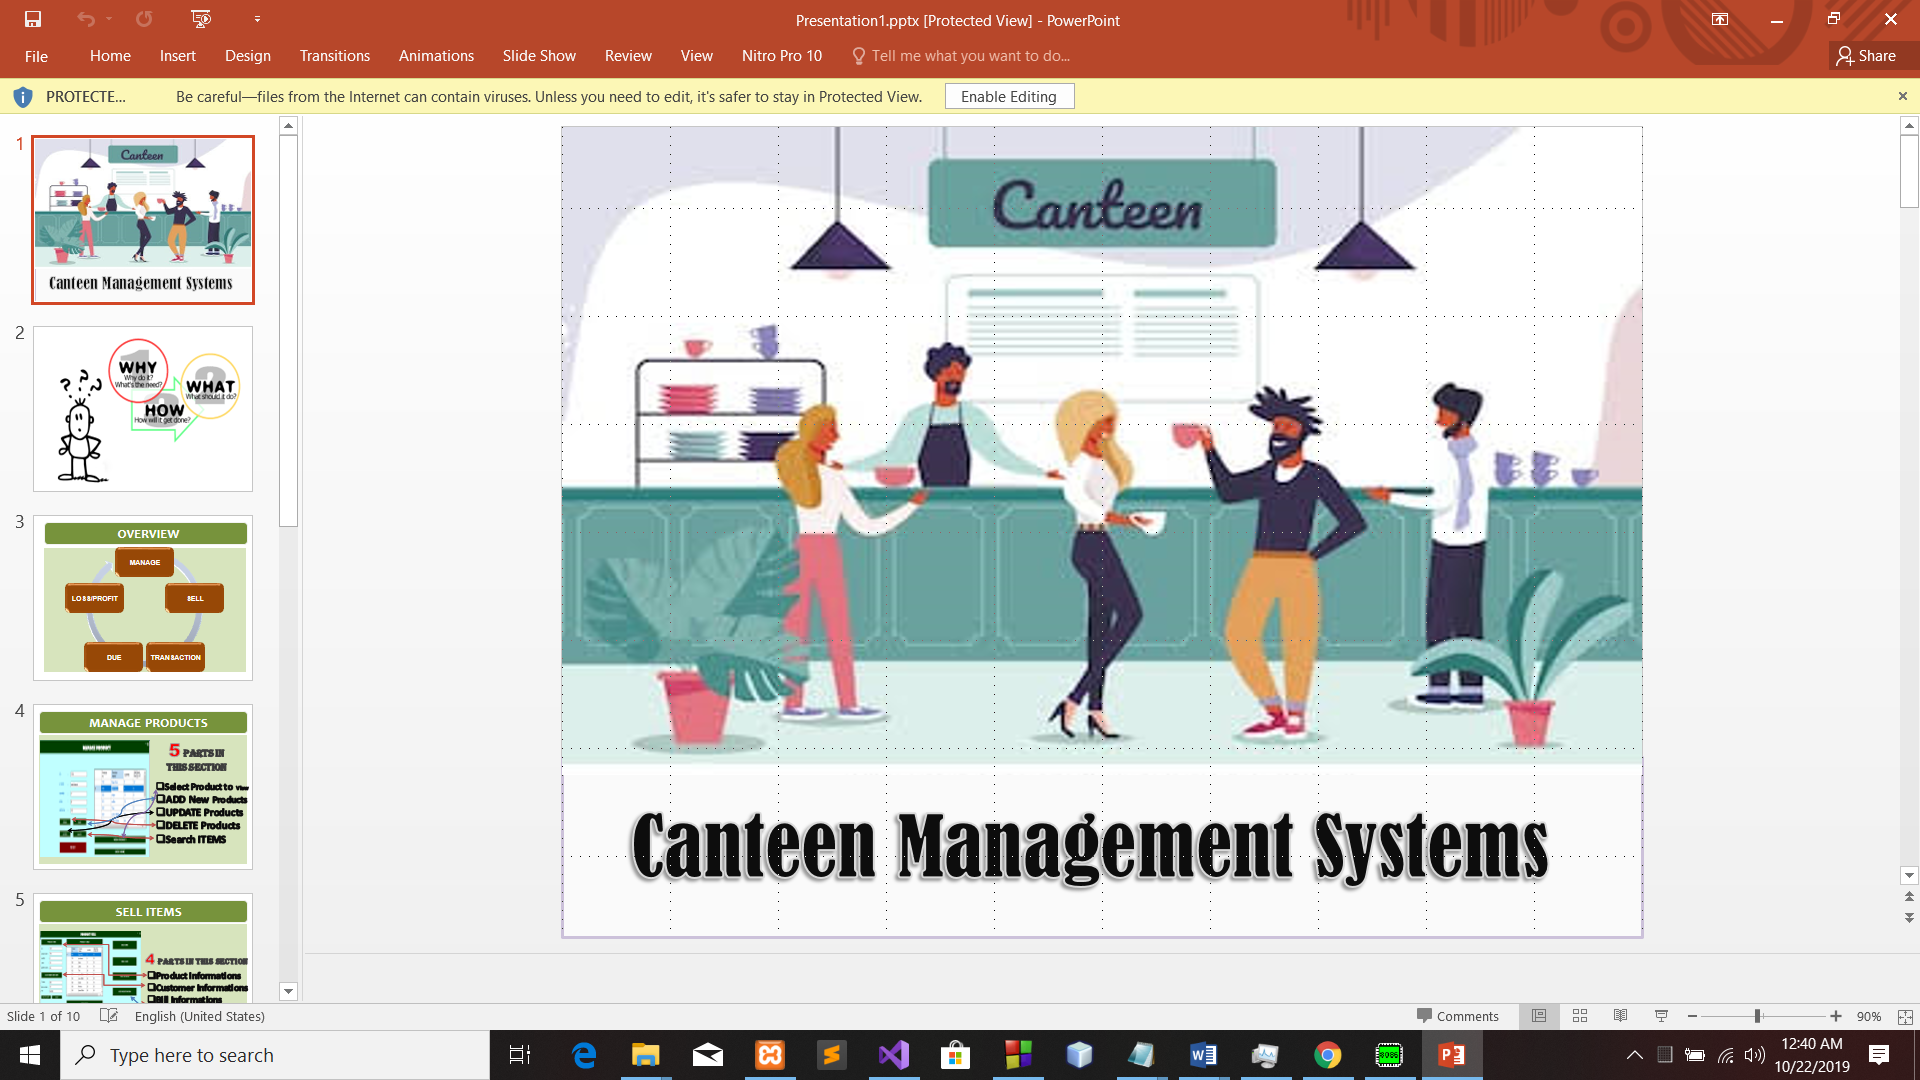 Presentation1.pptx [Protected View] - PowerPoint
File Home Insert Design Transitions Animations Slide Show Review View Nitro Pro 10 Tell me what you want to do... Share
PROTECTE... Be careful—files from the Internet can contain viruses. Unless you need to edit, it's safer to stay in Protected View. Enable Editing
1
Canteen
Canteen Management Systems
2
WHY
Why do it?
What's the need?
WHAT
What should it do?
HOW
How will it get done?
3
OVERVIEW
MANAGE
LOSS/PROFIT
SELL
DUE
TRANSACTION
4
MANAGE PRODUCTS
MANAGE PRODUCT
5 PARTS IN
THIS SECTION
Select Product to View
ADD New Products
UPDATE Products
DELETE Products
Search ITEMS
5
SELL ITEMS
4 PARTS IN THIS SECTION
Product Informations
Customer Informations
Bill Informations
Canteen
Canteen Management Systems
Slide 1 of 10 English (United States) Comments 90%
Type here to search
8086
12:40 AM
10/22/2019